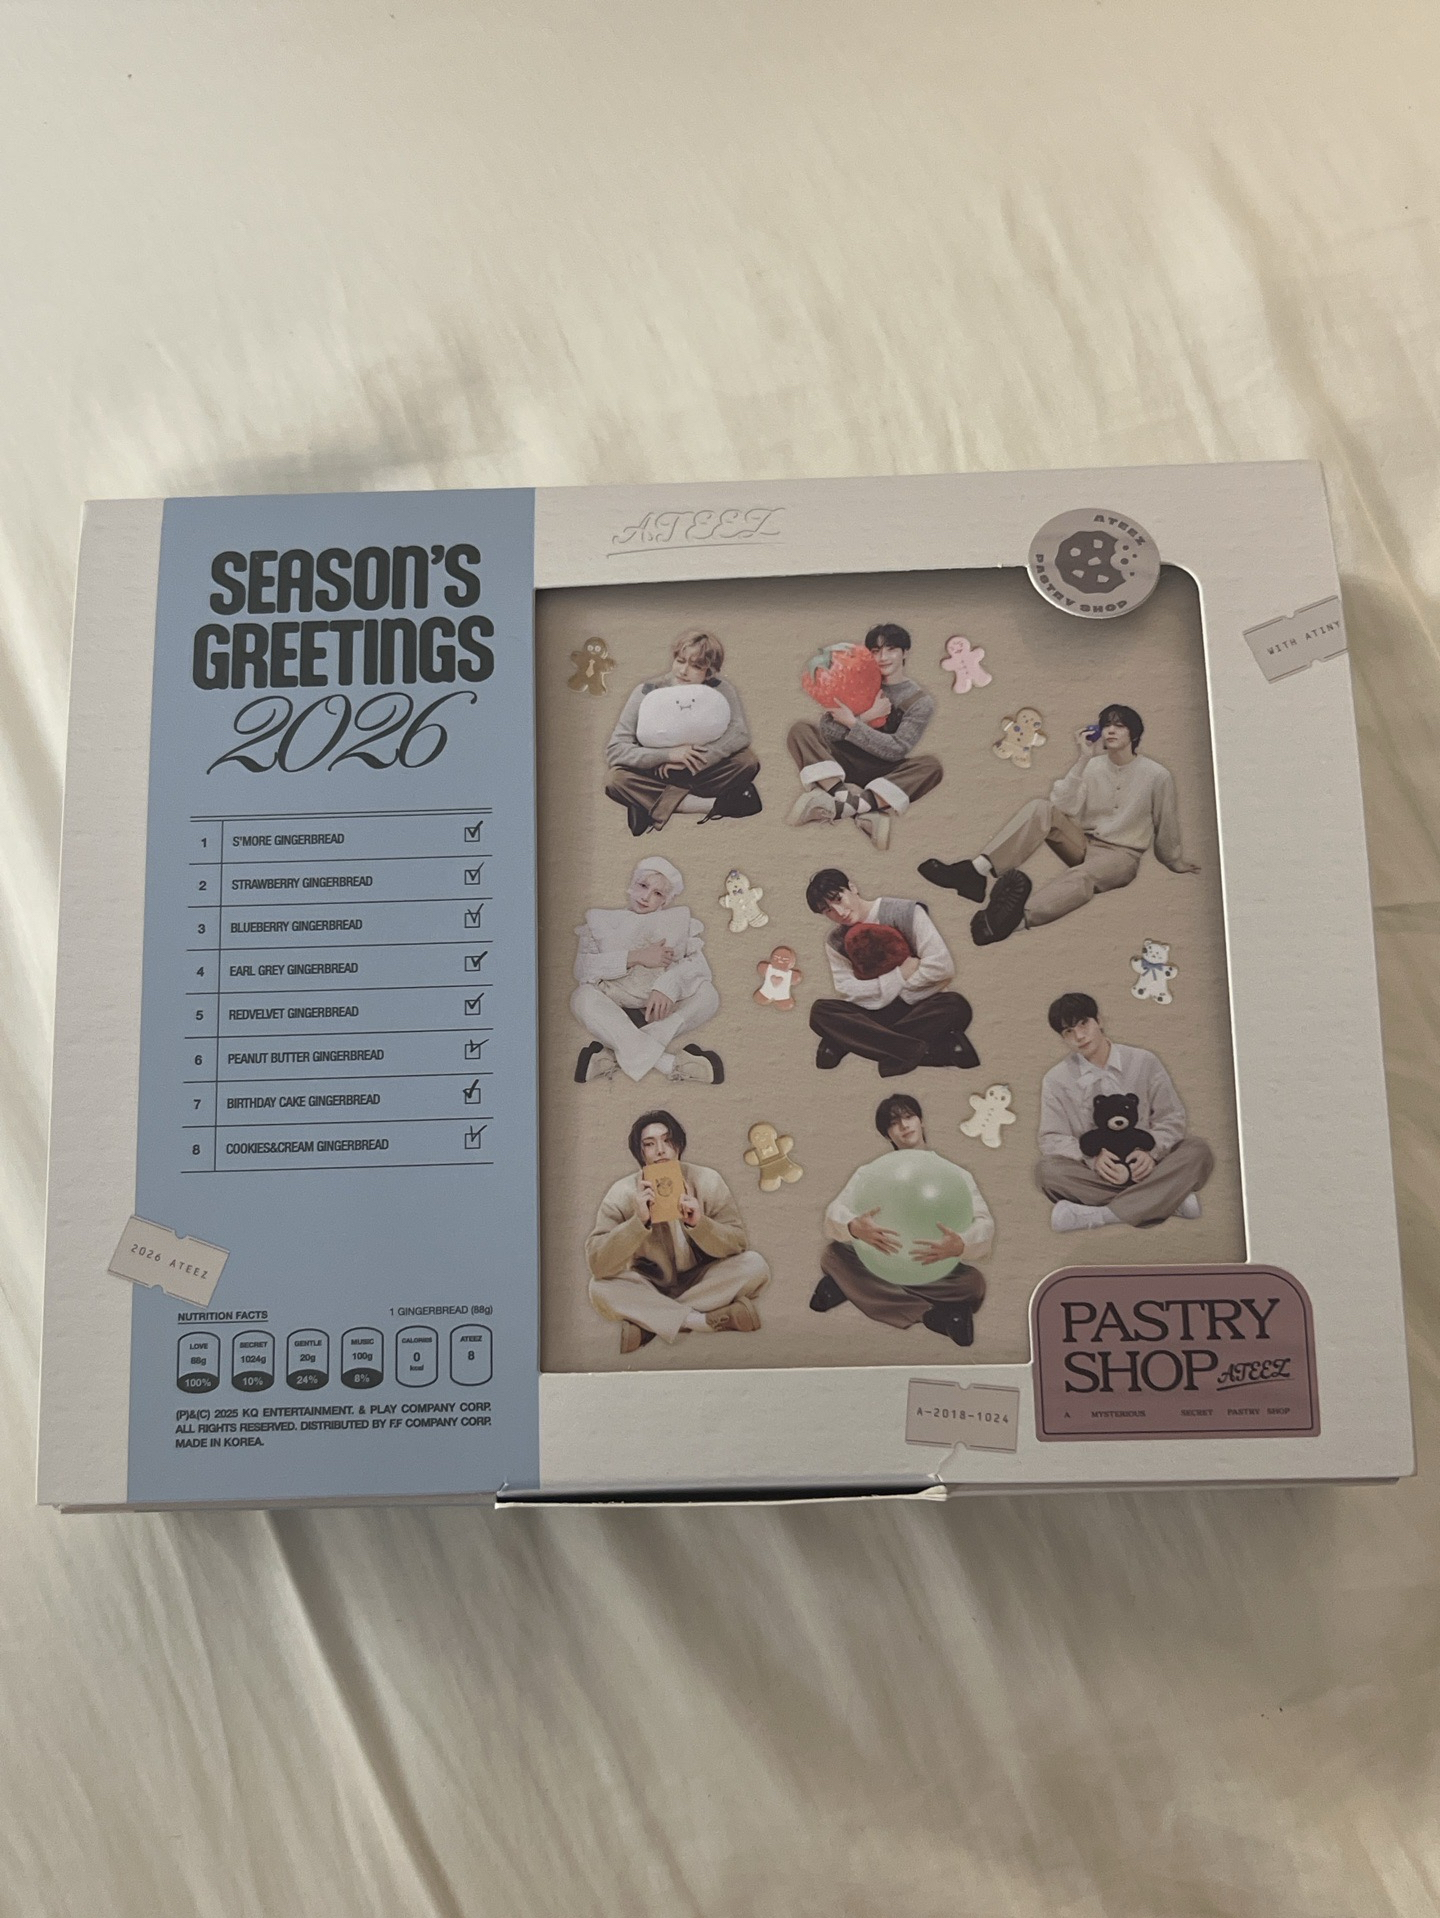 ATEEZ
SEASON'S
GREETINGS
2026
1 S'MORE GINGERBREAD
2 STRAWBERRY GINGERBREAD
3 BLUEBERRY GINGERBREAD
4 EARL GREY GINGERBREAD
5 REDVELVET GINGERBREAD
6 PEANUT BUTTER GINGERBREAD
7 BIRTHDAY CAKE GINGERBREAD
8 COOKIES&CREAM GINGERBREAD
2026 ATEEZ
NUTRITION FACTS 1 GINGERBREAD (88g)
LOVE SECRET GENTLE MUSIC CALORIES ATEEZ
88g 1024g 20g 100g 0 8
kcal
100% 10% 24% 8%
(P)&(C) 2025 KQ ENTERTAINMENT. & PLAY COMPANY CORP.
ALL RIGHTS RESERVED. DISTRIBUTED BY F.F COMPANY CORP.
MADE IN KOREA.
ATEEZ
PASTRY SHOP
WITH ATINY
A-2018-1024
PASTRY
SHOP ATEEZ
A MYSTERIOUS SECRET PASTRY SHOP